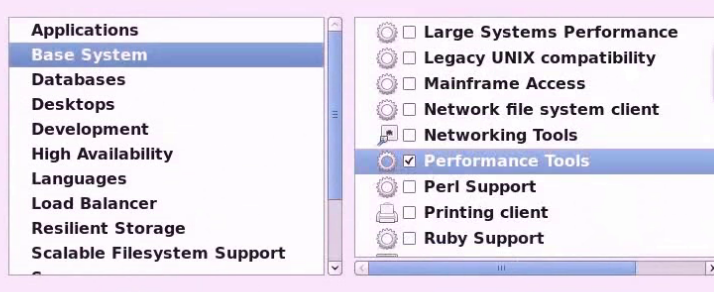 Applications
Base System
Databases
Desktops
Development
High Availability
Languages
Load Balancer
Resilient Storage
Scalable Filesystem Support
Large Systems Performance
Legacy UNIX compatibility
Mainframe Access
Network file system client
Networking Tools
Performance Tools
Perl Support
Printing client
Ruby Support